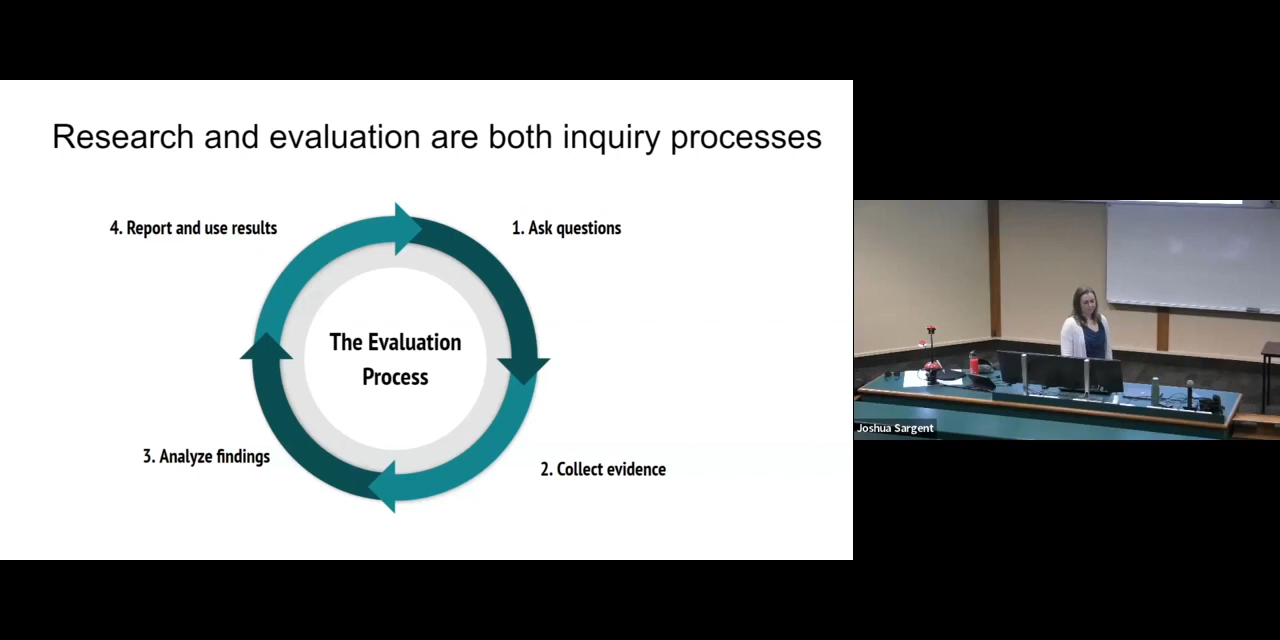 Research and evaluation are both inquiry processes
4. Report and use results
1. Ask questions
The Evaluation
Process
3. Analyze findings
2. Collect evidence
Joshua Sargent